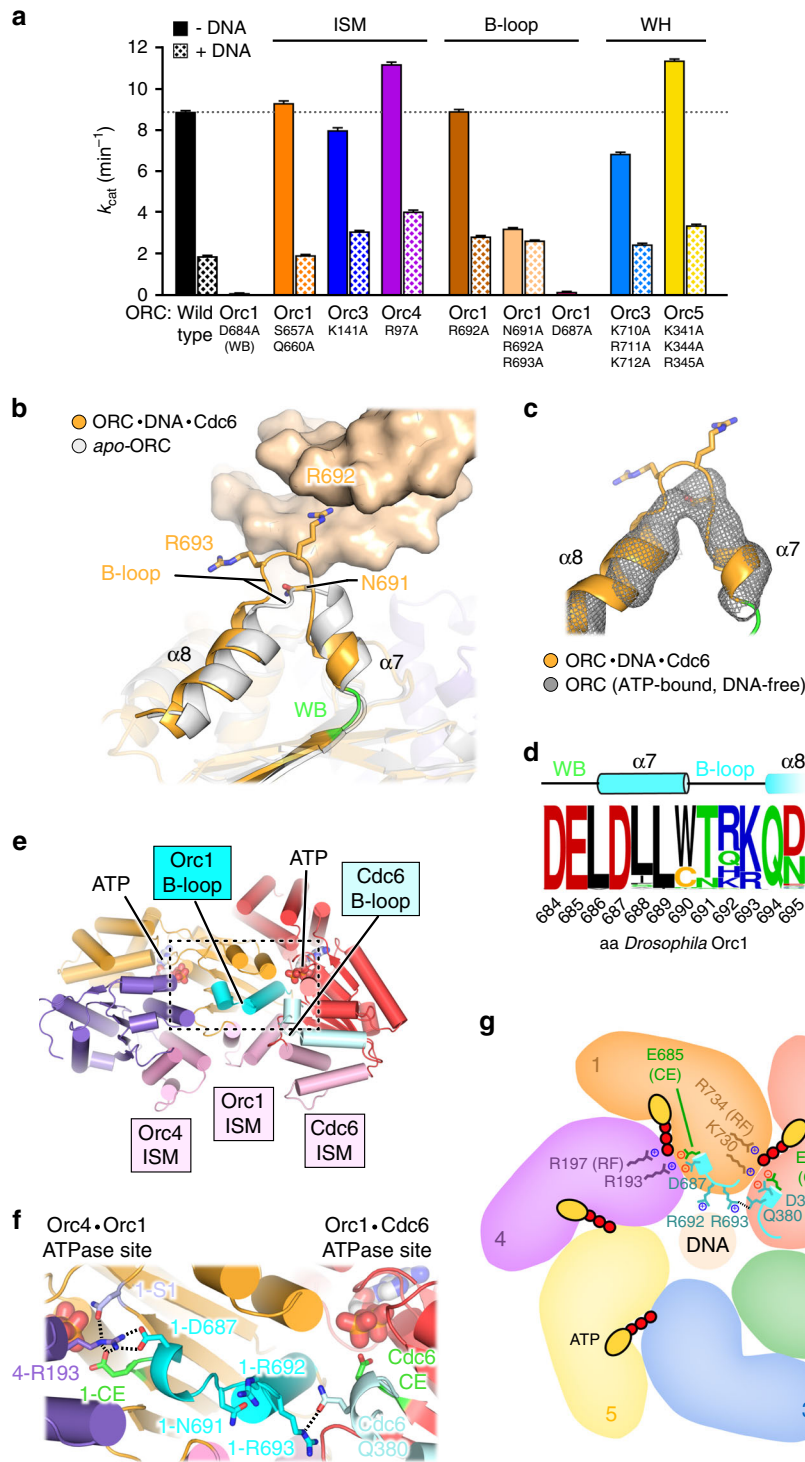 a
- DNA
+ DNA
ISM
B-loop
WH
12
10
8
6
4
2
0
kcat (min−1)
ORC:
Wild type
Orc1 D684A (WB)
Orc1 S657A Q660A
Orc3 K141A
Orc4 R97A
Orc1 R692A
Orc1 N691A R692A R693A
Orc1 D687A
Orc3 K710A R711A K712A
Orc5 K341A K344A R345A
b
ORC•DNA•Cdc6
apo-ORC
R692
R693
B-loop
N691
α8
α7
WB
c
α8
α7
ORC•DNA•Cdc6
ORC (ATP-bound, DNA-free)
d
WB
α7
B-loop
α8
684 685 686 687 688 689 690 691 692 693 694 695
aa Drosophila Orc1
e
ATP
Orc1 B-loop
ATP
Cdc6 B-loop
Orc4 ISM
Orc1 ISM
Cdc6 ISM
f
Orc4•Orc1 ATPase site
Orc1•Cdc6 ATPase site
1-S1
1-D687
4-R193
1-CE
1-R692
1-N691
1-R693
Cdc6 CE
Cdc6 Q380
g
1
E685 (CE)
R734 (RF)
K730
R197 (RF)
R193
D687
R692
R693
Q380
DNA
4
ATP
5